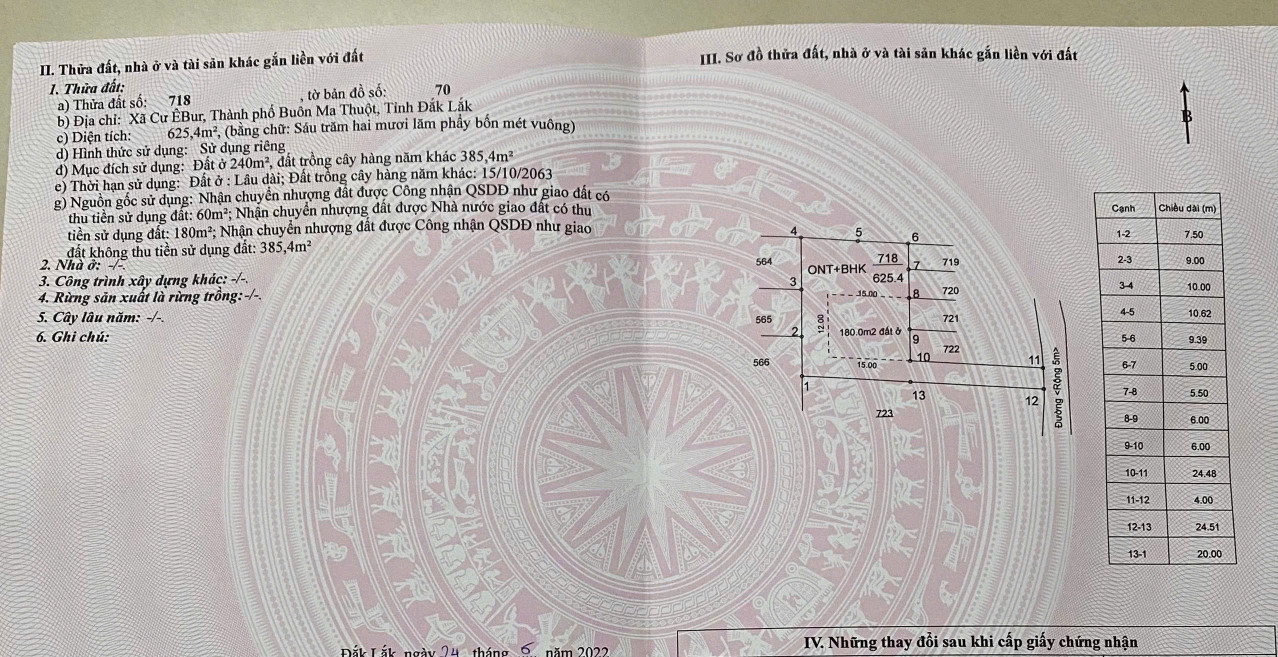 II. Thửa đất, nhà ở và tài sản khác gắn liền với đất
1. Thửa đất:
a) Thửa đất số: 718 , tờ bản đồ số: 70
b) Địa chỉ: Xã Cư ÊBur, Thành phố Buôn Ma Thuột, Tỉnh Đắk Lắk
c) Diện tích: 625,4m², (bằng chữ: Sáu trăm hai mươi lăm phẩy bốn mét vuông)
d) Hình thức sử dụng: Sử dụng riêng
đ) Mục đích sử dụng: Đất ở 240m², đất trồng cây hàng năm khác 385,4m²
e) Thời hạn sử dụng: Đất ở : Lâu dài; Đất trồng cây hàng năm khác: 15/10/2063
g) Nguồn gốc sử dụng: Nhận chuyển nhượng đất được Công nhận QSDĐ như giao đất có
thu tiền sử dụng đất: 60m²; Nhận chuyển nhượng đất được Nhà nước giao đất có thu
tiền sử dụng đất: 180m²; Nhận chuyển nhượng đất được Công nhận QSDĐ như giao
đất không thu tiền sử dụng đất: 385,4m²
2. Nhà ở: -/-.
3. Công trình xây dựng khác: -/-.
4. Rừng sản xuất là rừng trồng:-/-.
5. Cây lâu năm: -/-.
6. Ghi chú:
Đắk Lắk ngày 24 tháng 6 năm 2022
III. Sơ đồ thửa đất, nhà ở và tài sản khác gắn liền với đất
B
4 5 6
564 ONT+BHK 718 7 719
625.4
3 15.00 8 720
565 12.00 721
2 180.0m2 đất ở 9
566 15.00 10 722
11
1 13 12
723
Đường <Rộng 5m>
Cạnh Chiều dài (m)
1-2 7.50
2-3 9.00
3-4 10.00
4-5 10.62
5-6 9.39
6-7 5.00
7-8 5.50
8-9 6.00
9-10 6.00
10-11 24.48
11-12 4.00
12-13 24.51
13-1 20.00
IV. Những thay đổi sau khi cấp giấy chứng nhận